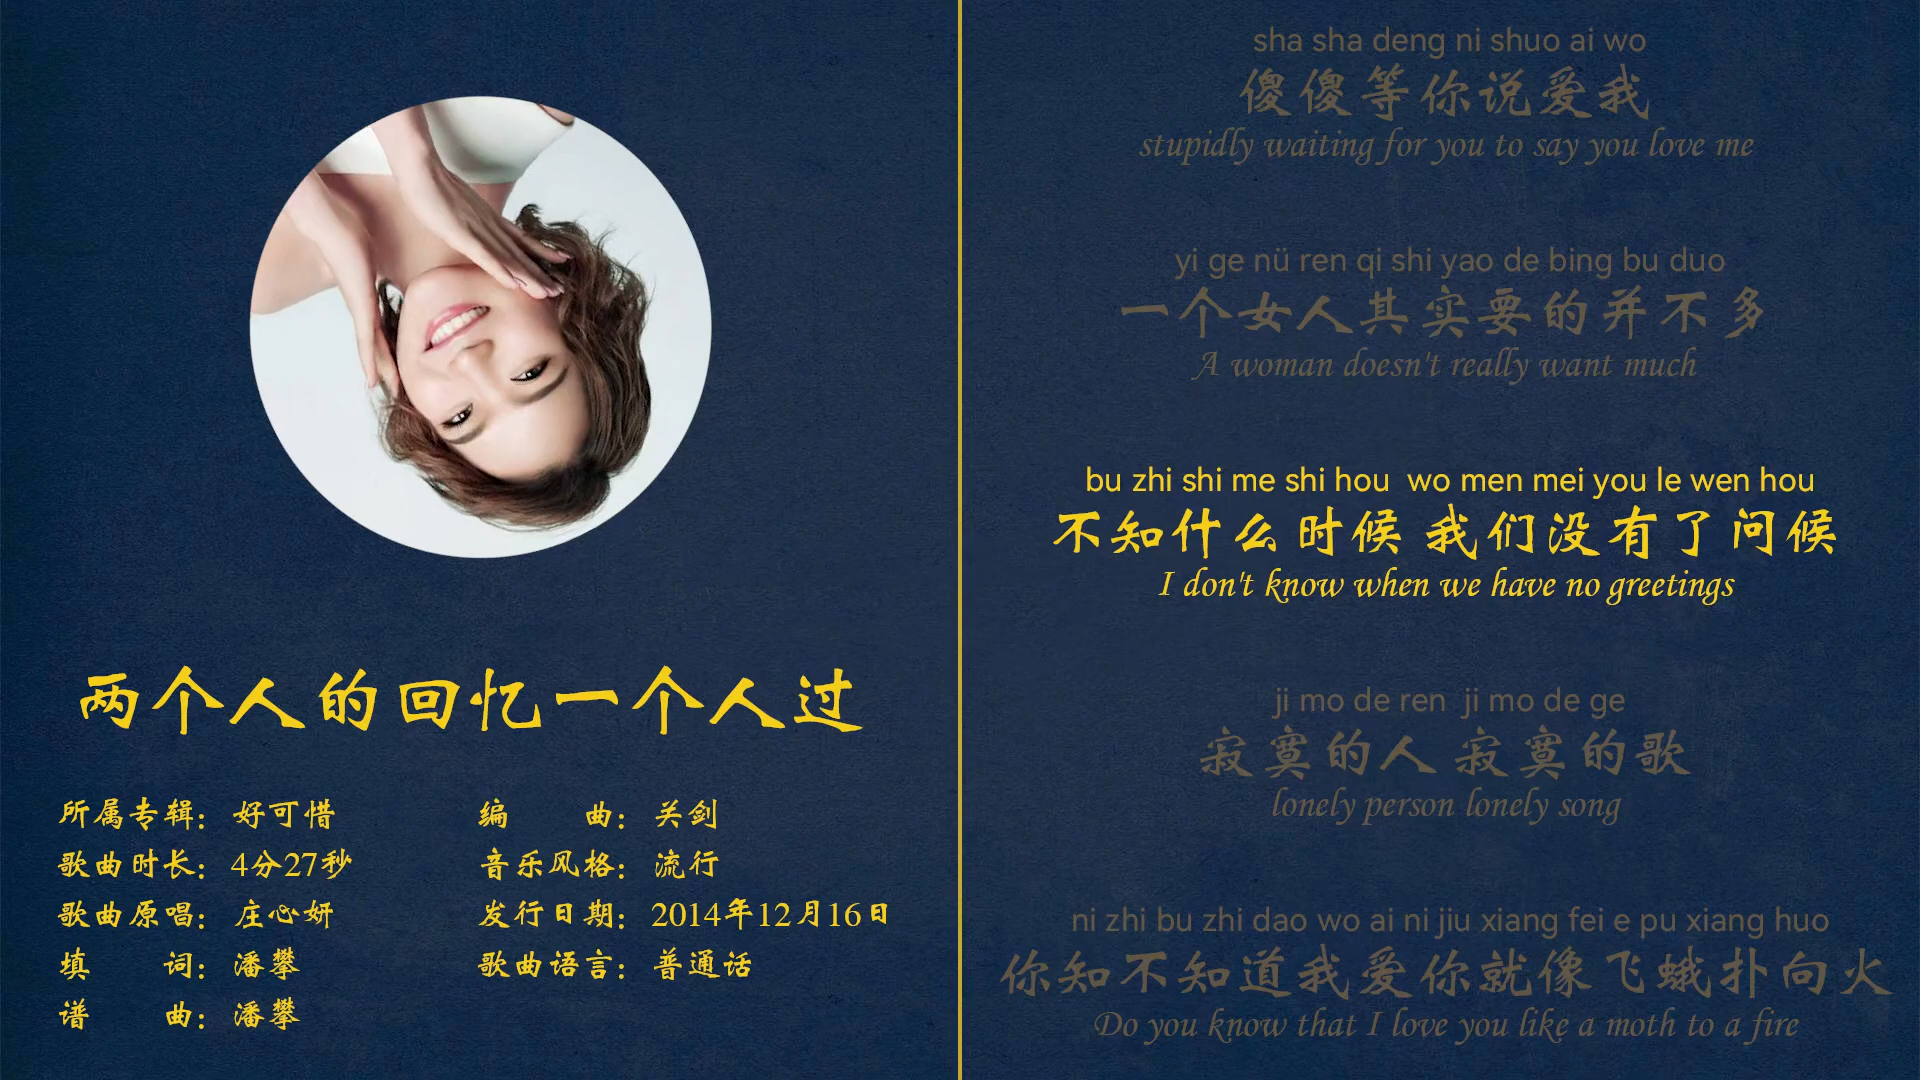 两个人的回忆一个人过
所属专辑：好可惜
歌曲时长：4分27秒
歌曲原唱：庄心妍
填 词：潘攀
谱 曲：潘攀
编 曲：关剑
音乐风格：流行
发行日期：2014年12月16日
歌曲语言：普通话
sha sha deng ni shuo ai wo
傻傻等你说爱我
stupidly waiting for you to say you love me
yi ge nü ren qi shi yao de bing bu duo
一个女人其实要的并不多
A woman doesn't really want much
bu zhi shi me shi hou wo men mei you le wen hou
不知什么时候 我们没有了问候
I don't know when we have no greetings
ji mo de ren ji mo de ge
寂寞的人 寂寞的歌
lonely person lonely song
ni zhi bu zhi dao wo ai ni jiu xiang fei e pu xiang huo
你知不知道我爱你就像飞蛾扑向火
Do you know that I love you like a moth to a fire